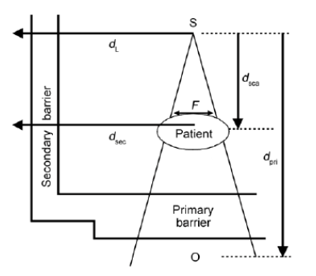 S
d_L
d_sca
F
Secondary barrier
d_sec
Patient
d_pri
Primary
barrier
O